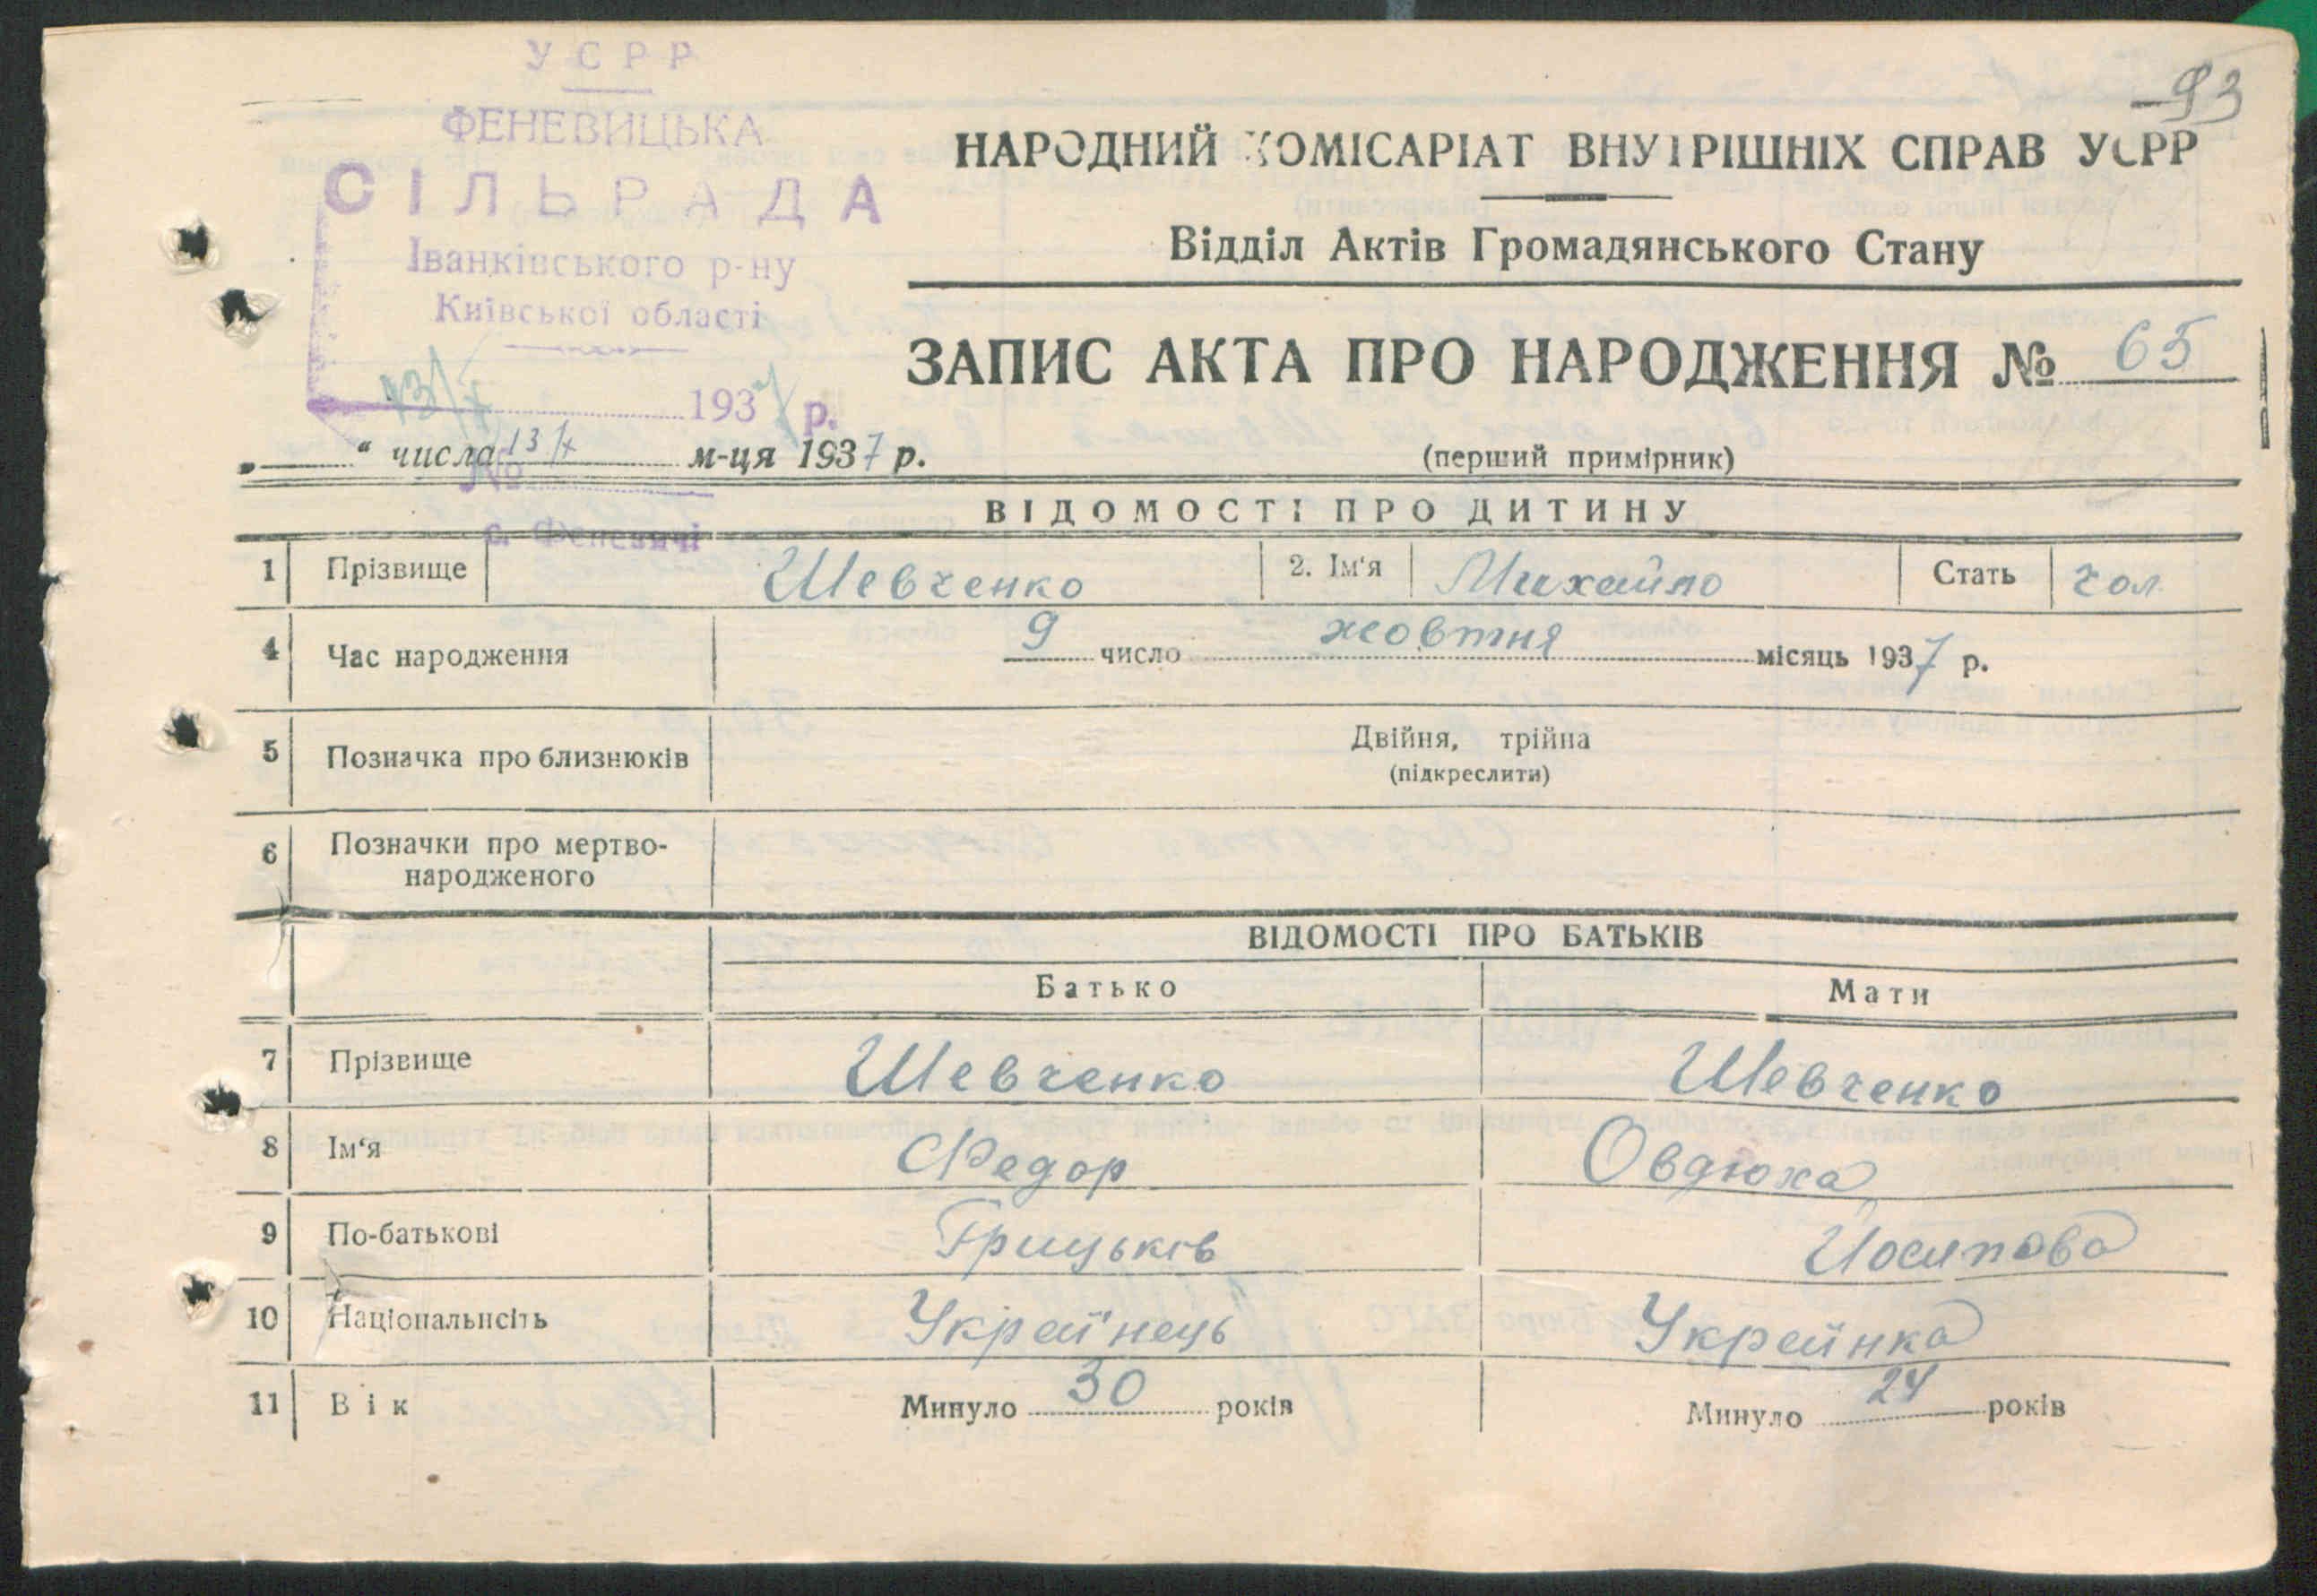 93
УСРР
ФЕНЕВИЦЬКА
СІЛЬРАДА
Іванківського р-ну
Київської області
13/X 1937 р.
№
с. Феневичі
НАРОДНИЙ КОМІСАРІАТ ВНУТРІШНІХ СПРАВ УСРР
Відділ Актів Громадянського Стану
ЗАПИС АКТА ПРО НАРОДЖЕННЯ № 65
„ “ числа 13/X м-ця 1937 р.
(перший примірник)
ВІДОМОСТІ ПРО ДИТИНУ
1 Прізвище Шевченко 2. Ім‘я Михайло Стать чол
4 Час народження 9 число жовтня місяць 1937 р.
5 Позначка про близнюків Двійня, трійна
(підкреслити)
6 Позначки про мертво-
народженого
ВІДОМОСТІ ПРО БАТЬКІВ
Батько Мати
7 Прізвище Шевченко Шевченко
8 Ім‘я Федор Овдюха
9 По-батькові Грицьків Йосипова
10 Національнсіть Українець Українка
11 Вік Минуло 30 років Минуло 24 років